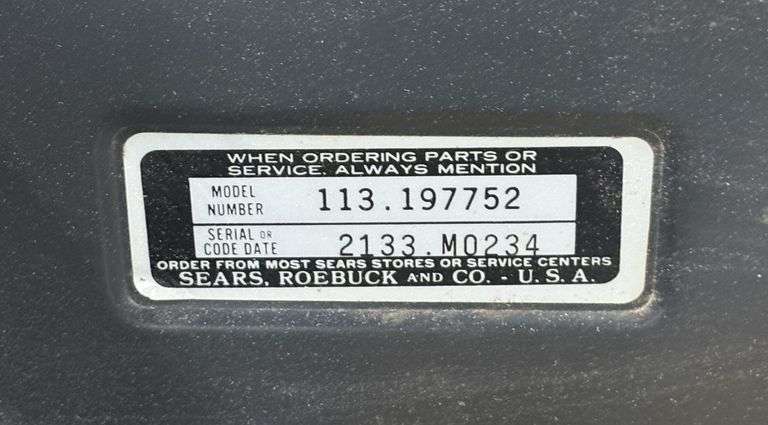 WHEN ORDERING PARTS OR
SERVICE. ALWAYS MENTION
MODEL
NUMBER 113.197752
SERIAL OR
CODE DATE 2133.M0234
ORDER FROM MOST SEARS STORES OR SERVICE CENTERS
SEARS, ROEBUCK AND CO. - U. S. A.